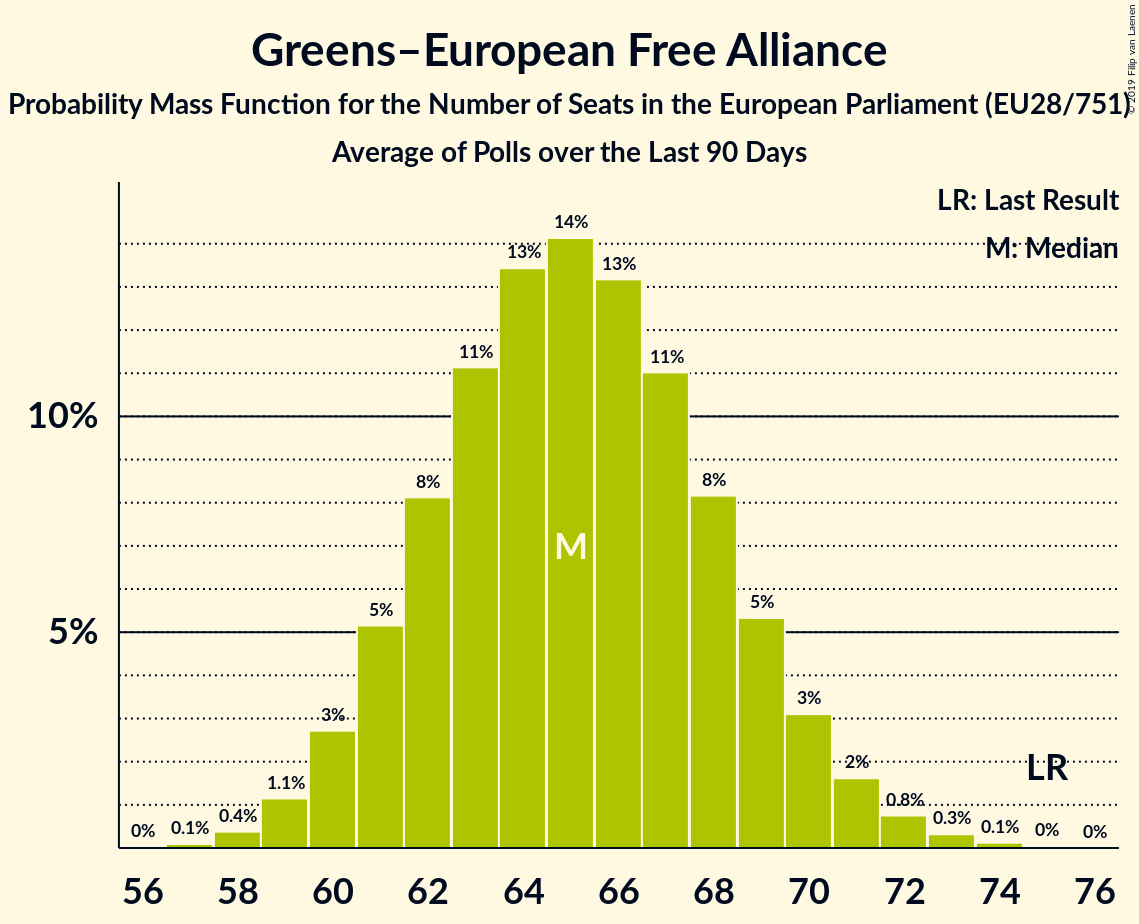 Greens–European Free Alliance
Probability Mass Function for the Number of Seats in the European Parliament (EU28/751)
Average of Polls over the Last 90 Days
© 2019 Filip van Laenen
LR: Last Result
M: Median
14%
13%
13%
11%
11%
10%
8%
8%
M
5%
5%
5%
3%
3%
2%
LR
1.1%
0.8%
0.4%
0.3%
0%
0.1%
0.1%
0%
0%
56 58 60 62 64 66 68 70 72 74 76